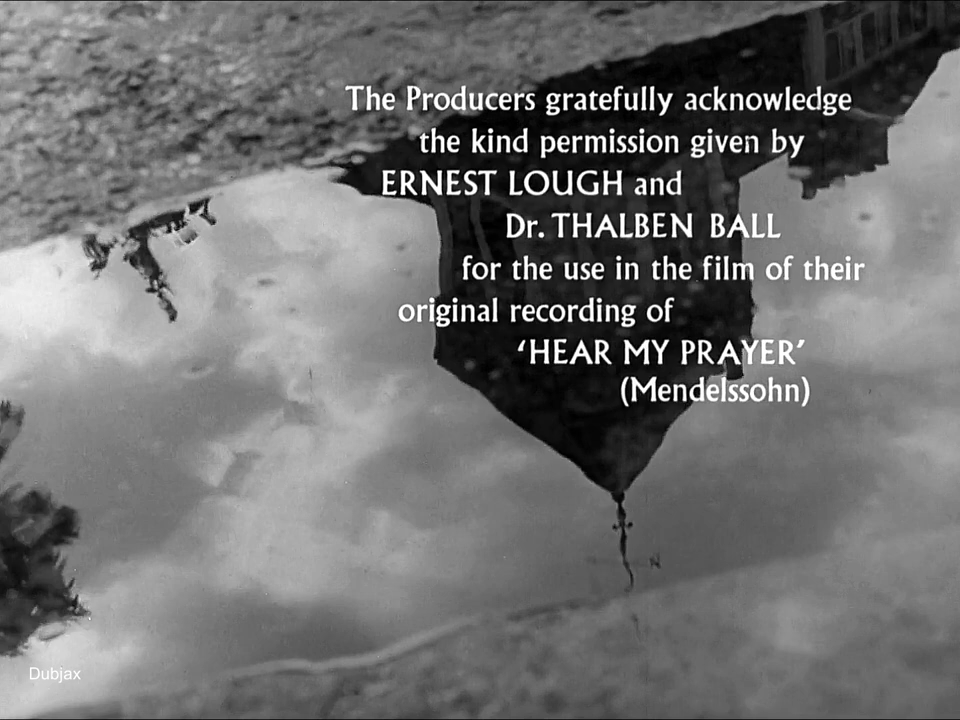 The Producers gratefully acknowledge
the kind permission given by
ERNEST LOUGH and
Dr. THALBEN BALL
for the use in the film of their
original recording of
‘HEAR MY PRAYER’
(Mendelssohn)
N
Dubjax